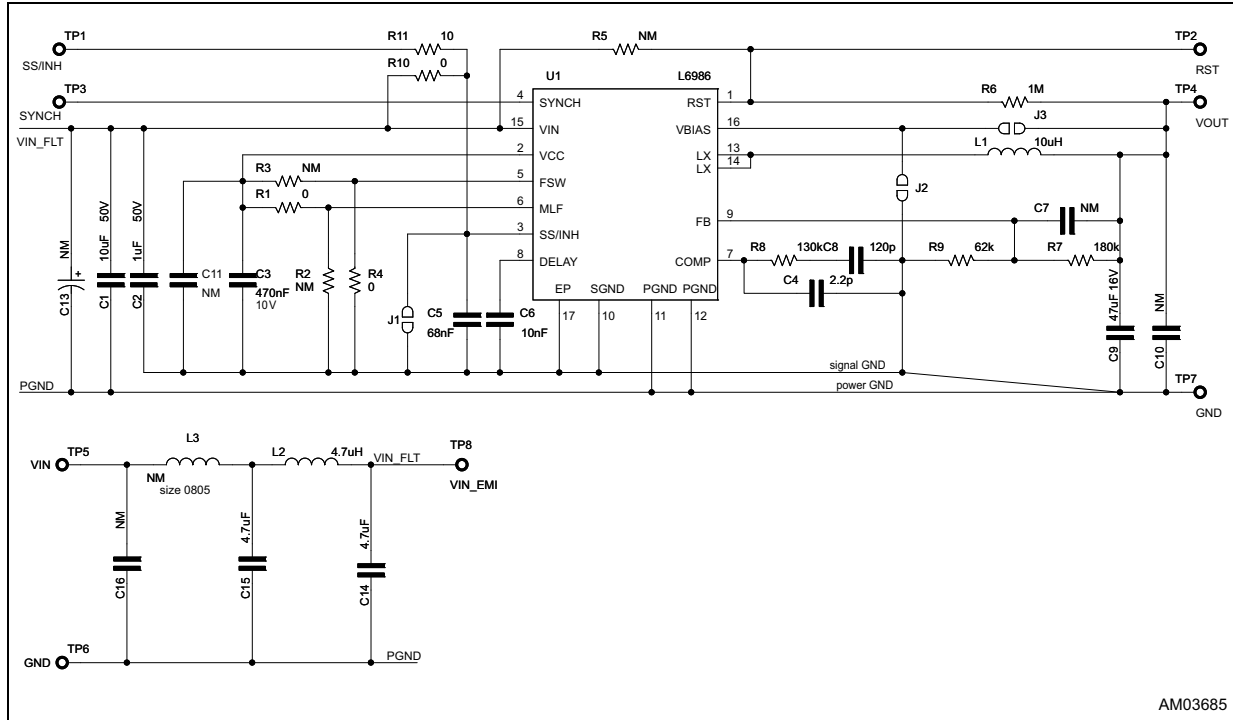 TP1
SS/INH
R11 10
R10 0
R5 NM
TP2
RST
U1 L6986
TP3
SYNCH
4 SYNCH
RST 1
R6 1M
TP4
VOUT
VIN_FLT
15 VIN
VBIAS 16
J3
2 VCC
LX 13
LX 14
L1 10uH
R3 NM
5 FSW
J2
R1 0
6 MLF
FB 9
C7 NM
3 SS/INH
COMP 7
R8 130k
C8 120p
R9 62k
R7 180k
8 DELAY
C4 2.2p
EP SGND PGND PGND
17 10 11 12
C13 NM +
C1 10uF 50V
C2 1uF 50V
C11
NM
C3
470nF
10V
R2
NM
R4
0
J1
C5
68nF
C6
10nF
C9 47uF 16V
C10 NM
signal GND
PGND
power GND
TP7
GND
VIN TP5
L3
NM
size 0805
L2 4.7uH
VIN_FLT
TP8
VIN_EMI
C16 NM
C15 4.7uF
C14 4.7uF
GND TP6
PGND
AM03685